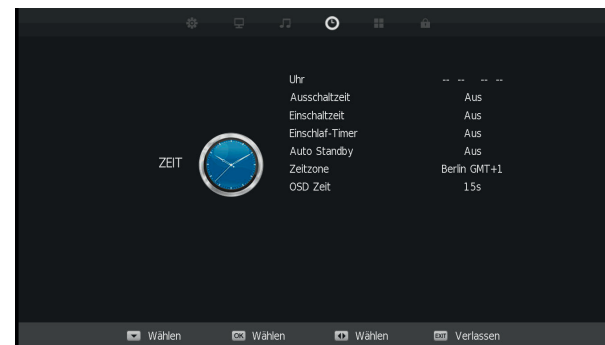 Uhr -- -- -- --
Ausschaltzeit Aus
Einschaltzeit Aus
Einschlaf-Timer Aus
Auto Standby Aus
ZEIT
Zeitzone Berlin GMT+1
OSD Zeit 15s
Wählen OK Wählen Wählen EXIT Verlassen